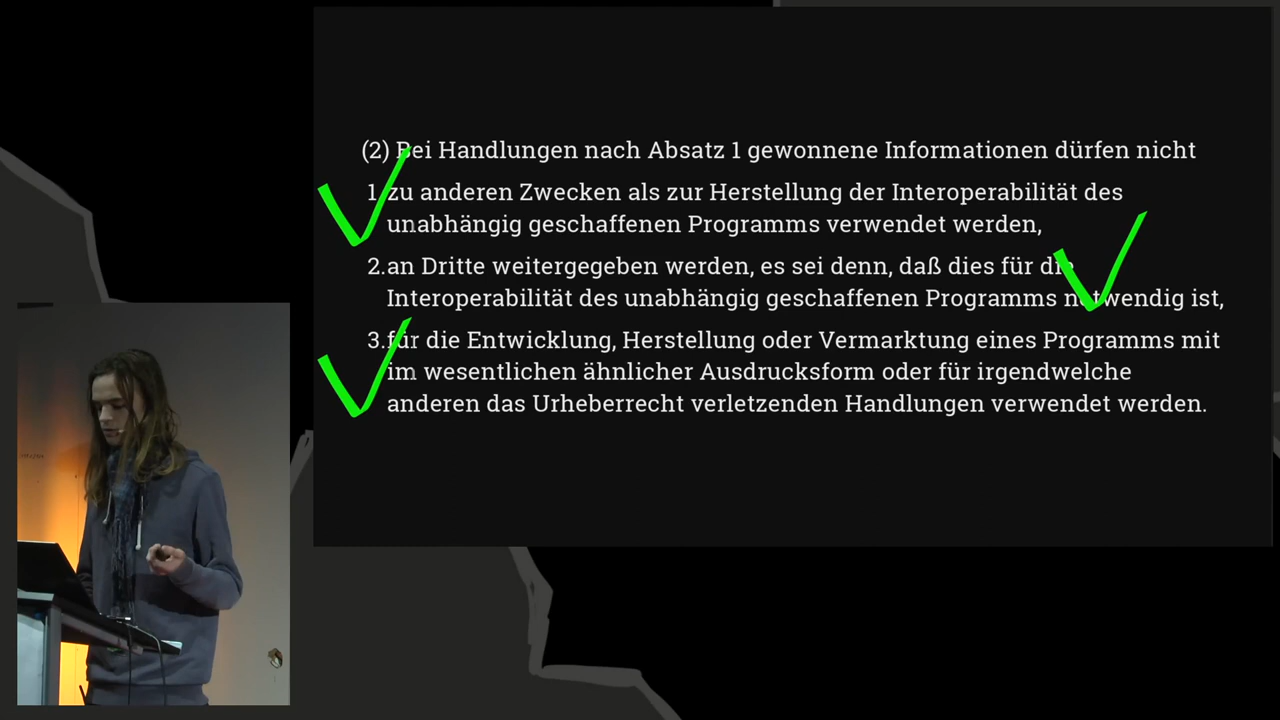 (2) Bei Handlungen nach Absatz 1 gewonnene Informationen dürfen nicht
1. zu anderen Zwecken als zur Herstellung der Interoperabilität des
unabhängig geschaffenen Programms verwendet werden,
2. an Dritte weitergegeben werden, es sei denn, daß dies für die
Interoperabilität des unabhängig geschaffenen Programms notwendig ist,
3. für die Entwicklung, Herstellung oder Vermarktung eines Programms mit
im wesentlichen ähnlicher Ausdrucksform oder für irgendwelche
anderen das Urheberrecht verletzenden Handlungen verwendet werden.